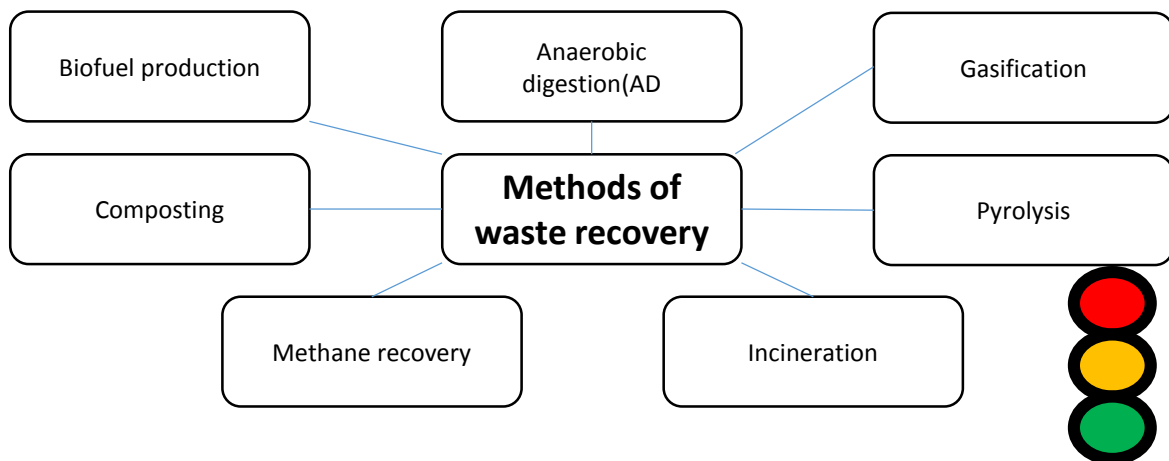 Biofuel production
Anaerobic
digestion(AD
Gasification
Composting
Methods of
waste recovery
Pyrolysis
Methane recovery
Incineration